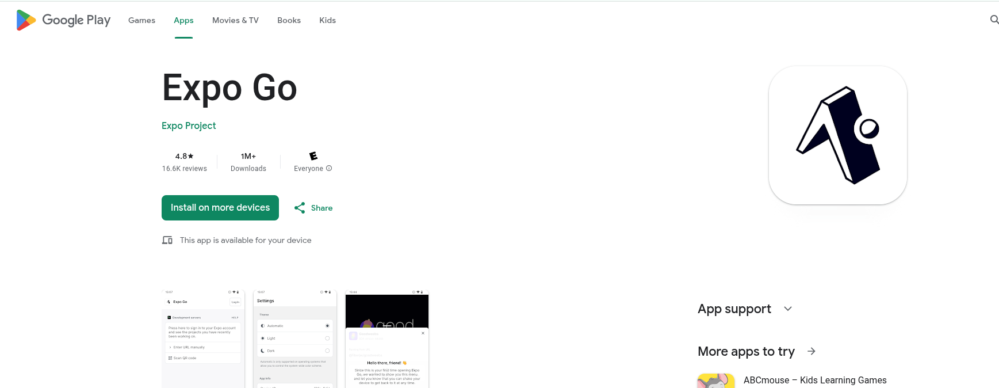 Google Play
Games
Apps
Movies & TV
Books
Kids
Expo Go
Expo Project
4.8★
16.6K reviews
1M+
Downloads
E
Everyone
Install on more devices
Share
This app is available for your device
15:07
Expo Go
Log In
Development servers
HELP
Press here to sign in to your Expo account
and see the projects you have recently
been working on.
Enter URL manually
Scan QR code
15:07
Settings
Theme
Automatic
Light
Dark
Automatic is only supported on operating systems that
allow you to control the system-wide color scheme.
App Info
15:44
good
Hello there, friend! 👋
Since this is your first time opening Expo
Go, we wanted to show you this menu
and let you know that you can shake your
device to get back to it at any time.
App support
More apps to try
ABCmouse – Kids Learning Games